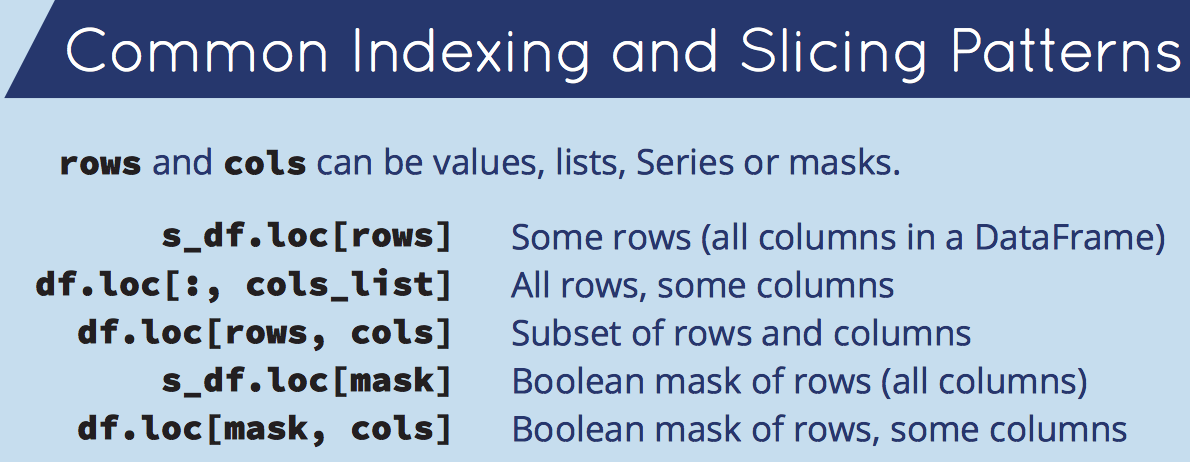 Common Indexing and Slicing Patterns
rows and cols can be values, lists, Series or masks.
s_df.loc[rows] Some rows (all columns in a DataFrame)
df.loc[:, cols_list] All rows, some columns
df.loc[rows, cols] Subset of rows and columns
s_df.loc[mask] Boolean mask of rows (all columns)
df.loc[mask, cols] Boolean mask of rows, some columns